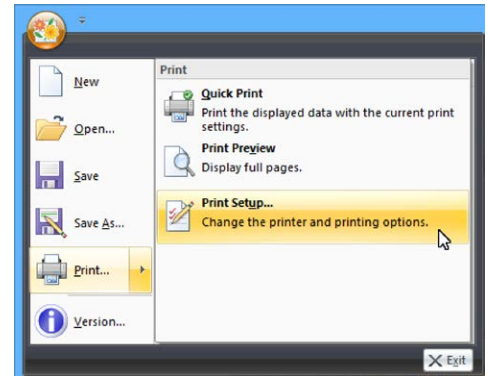 New
Open...
Save
Save As...
Print...
Version...
Print
Quick Print
Print the displayed data with the current print
settings.
Print Preview
Display full pages.
Print Setup...
Change the printer and printing options.
Exit